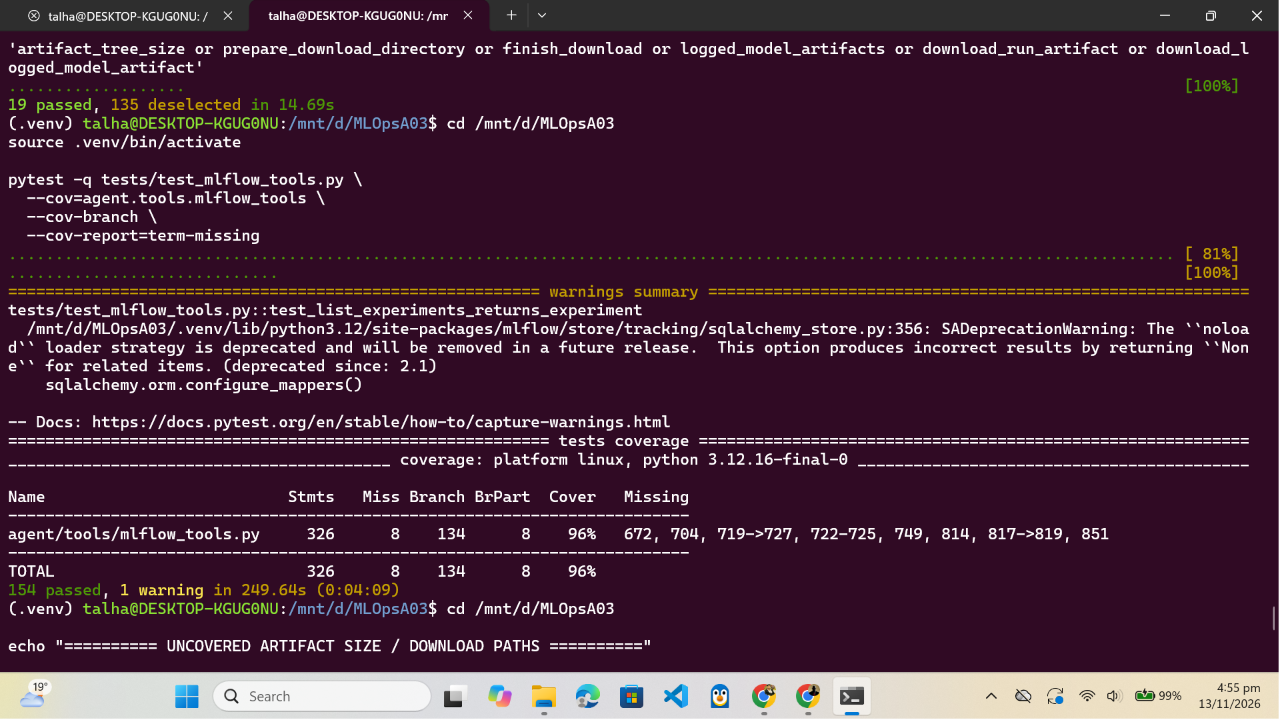 talha@DESKTOP-KGUG0NU: /
talha@DESKTOP-KGUG0NU: /mr
'artifact_tree_size or prepare_download_directory or finish_download or logged_model_artifacts or download_run_artifact or download_l
ogged_model_artifact'
................... [100%]
19 passed, 135 deselected in 14.69s
(.venv) talha@DESKTOP-KGUG0NU:/mnt/d/MLOpsA03$ cd /mnt/d/MLOpsA03
source .venv/bin/activate
pytest -q tests/test_mlflow_tools.py \
--cov=agent.tools.mlflow_tools \
--cov-branch \
--cov-report=term-missing
............................................................................................................................. [ 81%]
............................. [100%]
========================================================= warnings summary ==========================================================
tests/test_mlflow_tools.py::test_list_experiments_returns_experiment
/mnt/d/MLOpsA03/.venv/lib/python3.12/site-packages/mlflow/store/tracking/sqlalchemy_store.py:356: SADeprecationWarning: The ``noloa
d`` loader strategy is deprecated and will be removed in a future release.  This option produces incorrect results by returning ``Non
e`` for related items. (deprecated since: 2.1)
sqlalchemy.orm.configure_mappers()
-- Docs: https://docs.pytest.org/en/stable/how-to/capture-warnings.html
========================================================== tests coverage ===========================================================
_________________________________________ coverage: platform linux, python 3.12.16-final-0 __________________________________________
Name                          Stmts   Miss Branch BrPart  Cover   Missing
-------------------------------------------------------------------------
agent/tools/mlflow_tools.py     326      8    134      8    96%   672, 704, 719->727, 722-725, 749, 814, 817->819, 851
-------------------------------------------------------------------------
TOTAL                           326      8    134      8    96%
154 passed, 1 warning in 249.64s (0:04:09)
(.venv) talha@DESKTOP-KGUG0NU:/mnt/d/MLOpsA03$ cd /mnt/d/MLOpsA03
echo "========== UNCOVERED ARTIFACT SIZE / DOWNLOAD PATHS =========="
19°
Search
99%
4:55 pm
13/11/2026